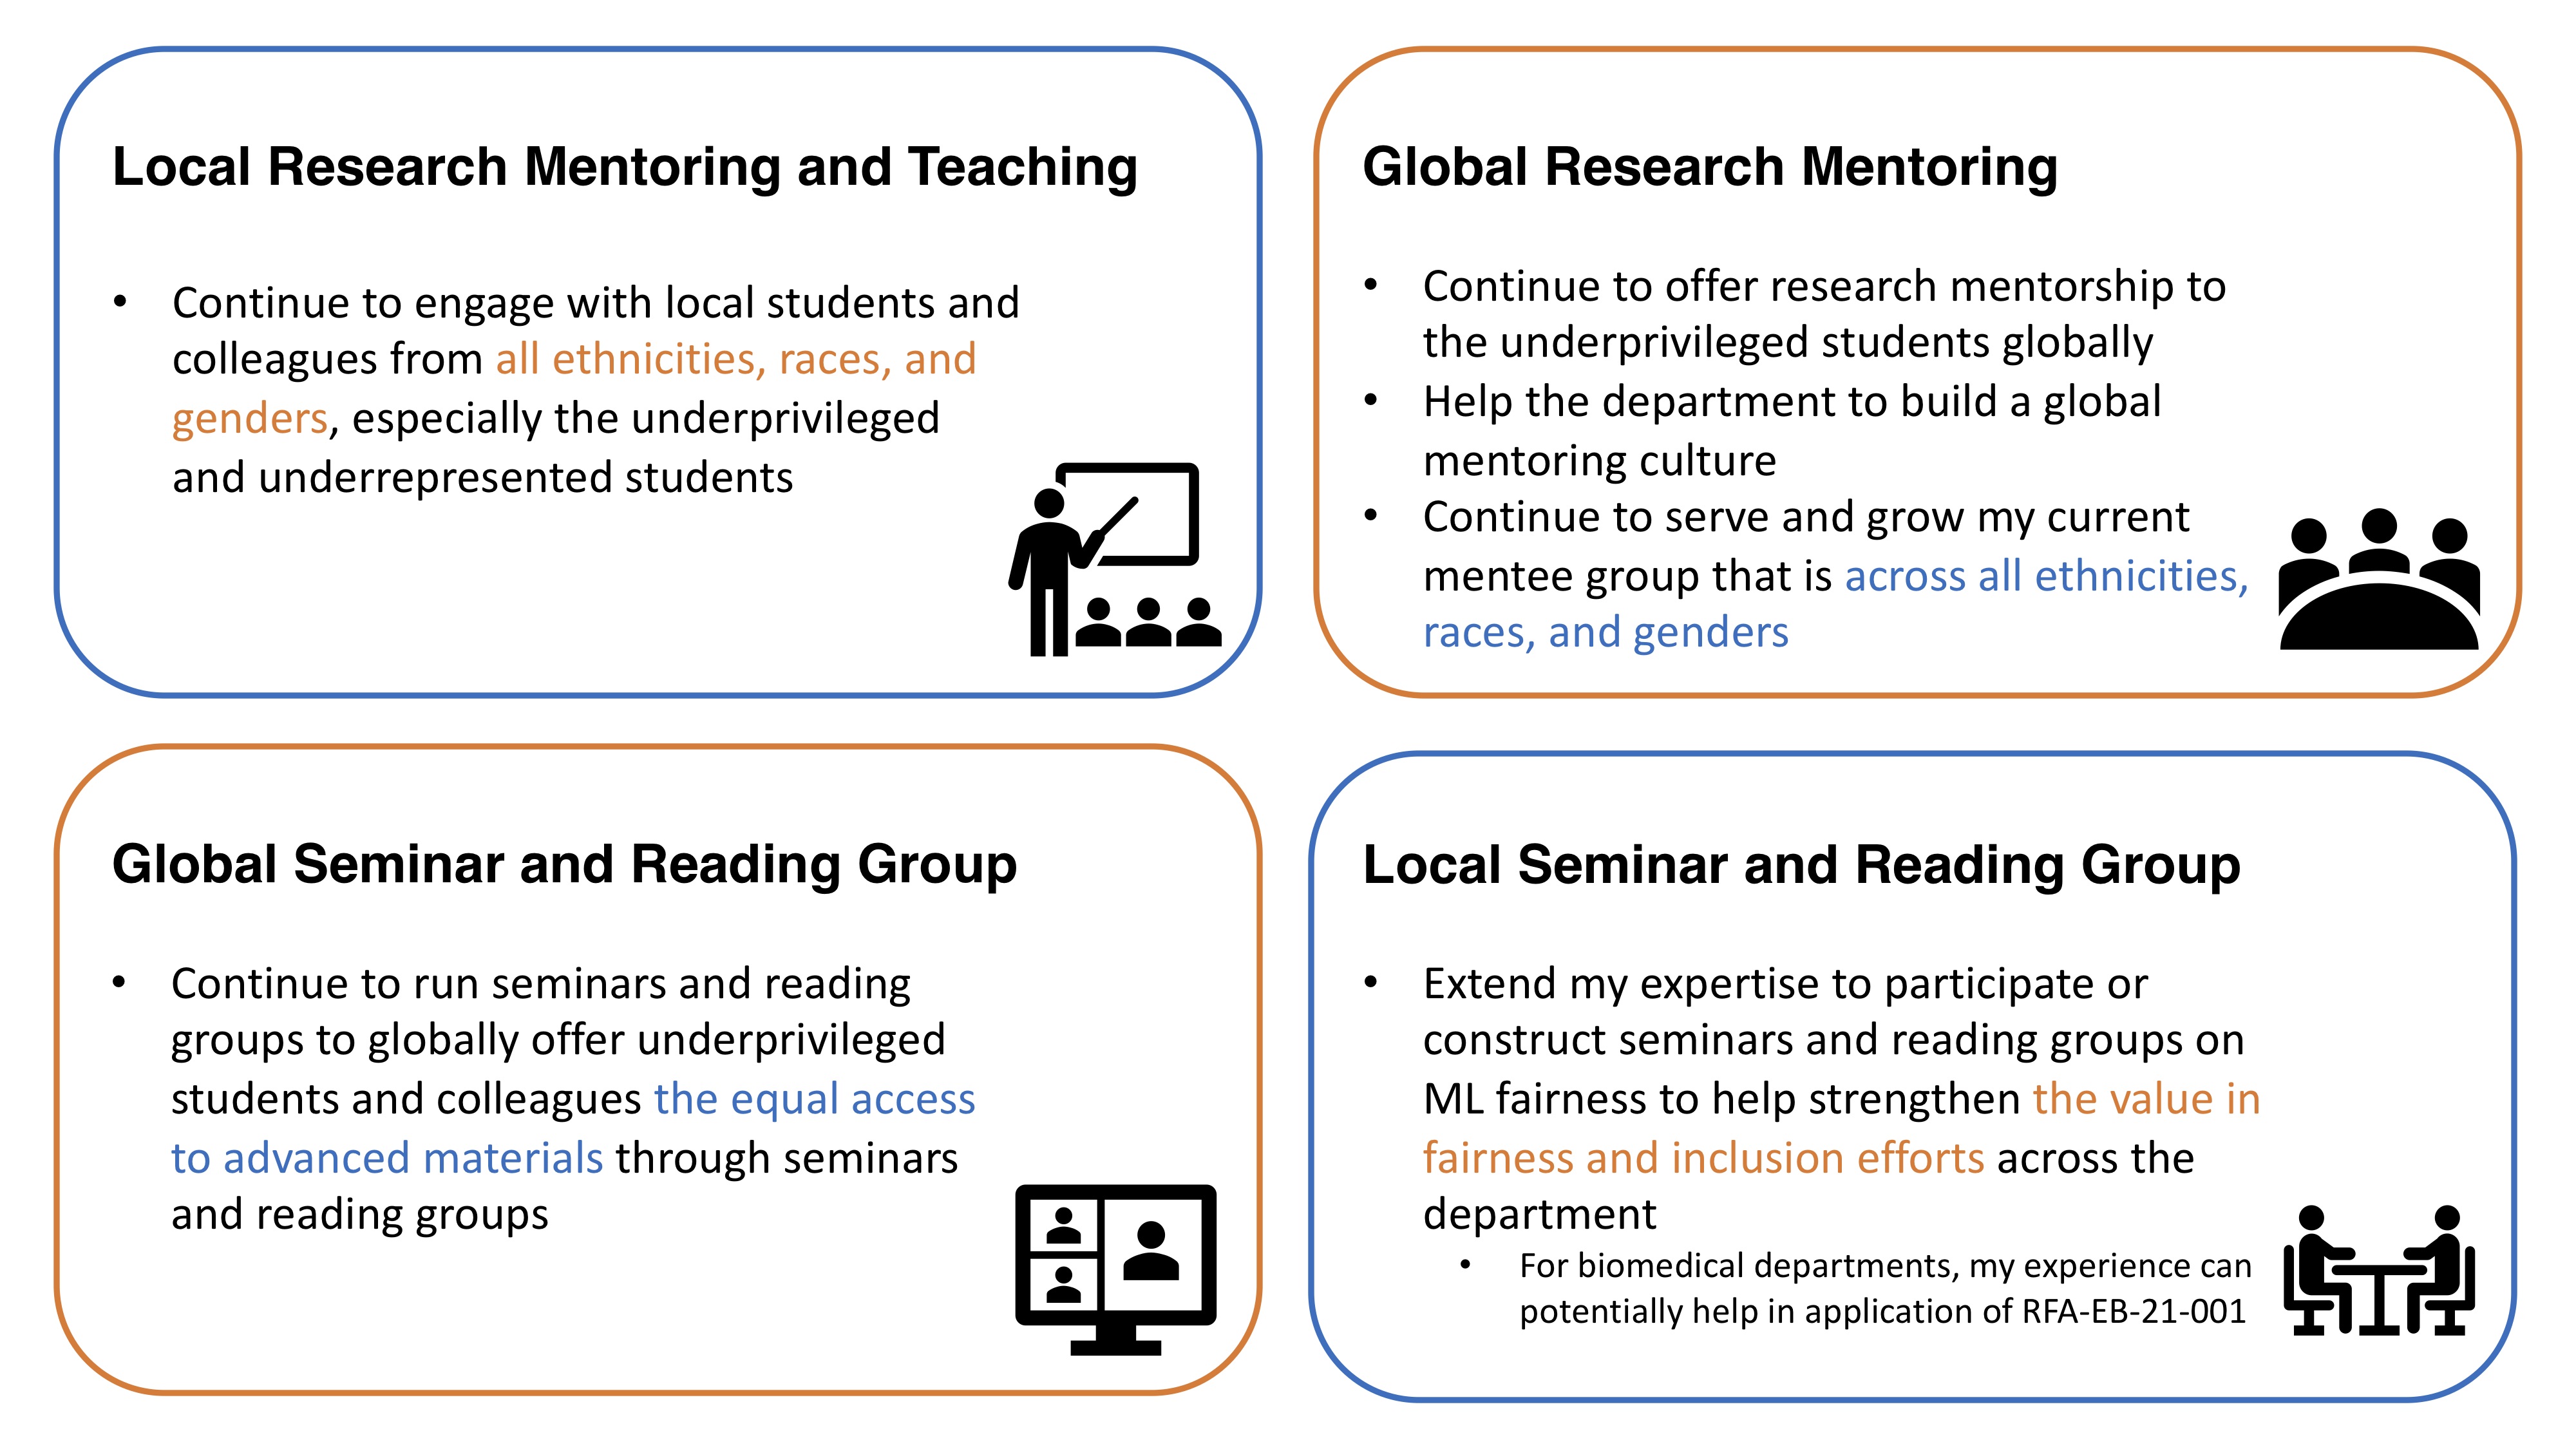 Local Research Mentoring and Teaching
• Continue to engage with local students and
colleagues from all ethnicities, races, and
genders, especially the underprivileged
and underrepresented students
Global Research Mentoring
• Continue to offer research mentorship to
the underprivileged students globally
• Help the department to build a global
mentoring culture
• Continue to serve and grow my current
mentee group that is across all ethnicities,
races, and genders
Global Seminar and Reading Group
• Continue to run seminars and reading
groups to globally offer underprivileged
students and colleagues the equal access
to advanced materials through seminars
and reading groups
Local Seminar and Reading Group
• Extend my expertise to participate or
construct seminars and reading groups on
ML fairness to help strengthen the value in
fairness and inclusion efforts across the
department
• For biomedical departments, my experience can
potentially help in application of RFA-EB-21-001